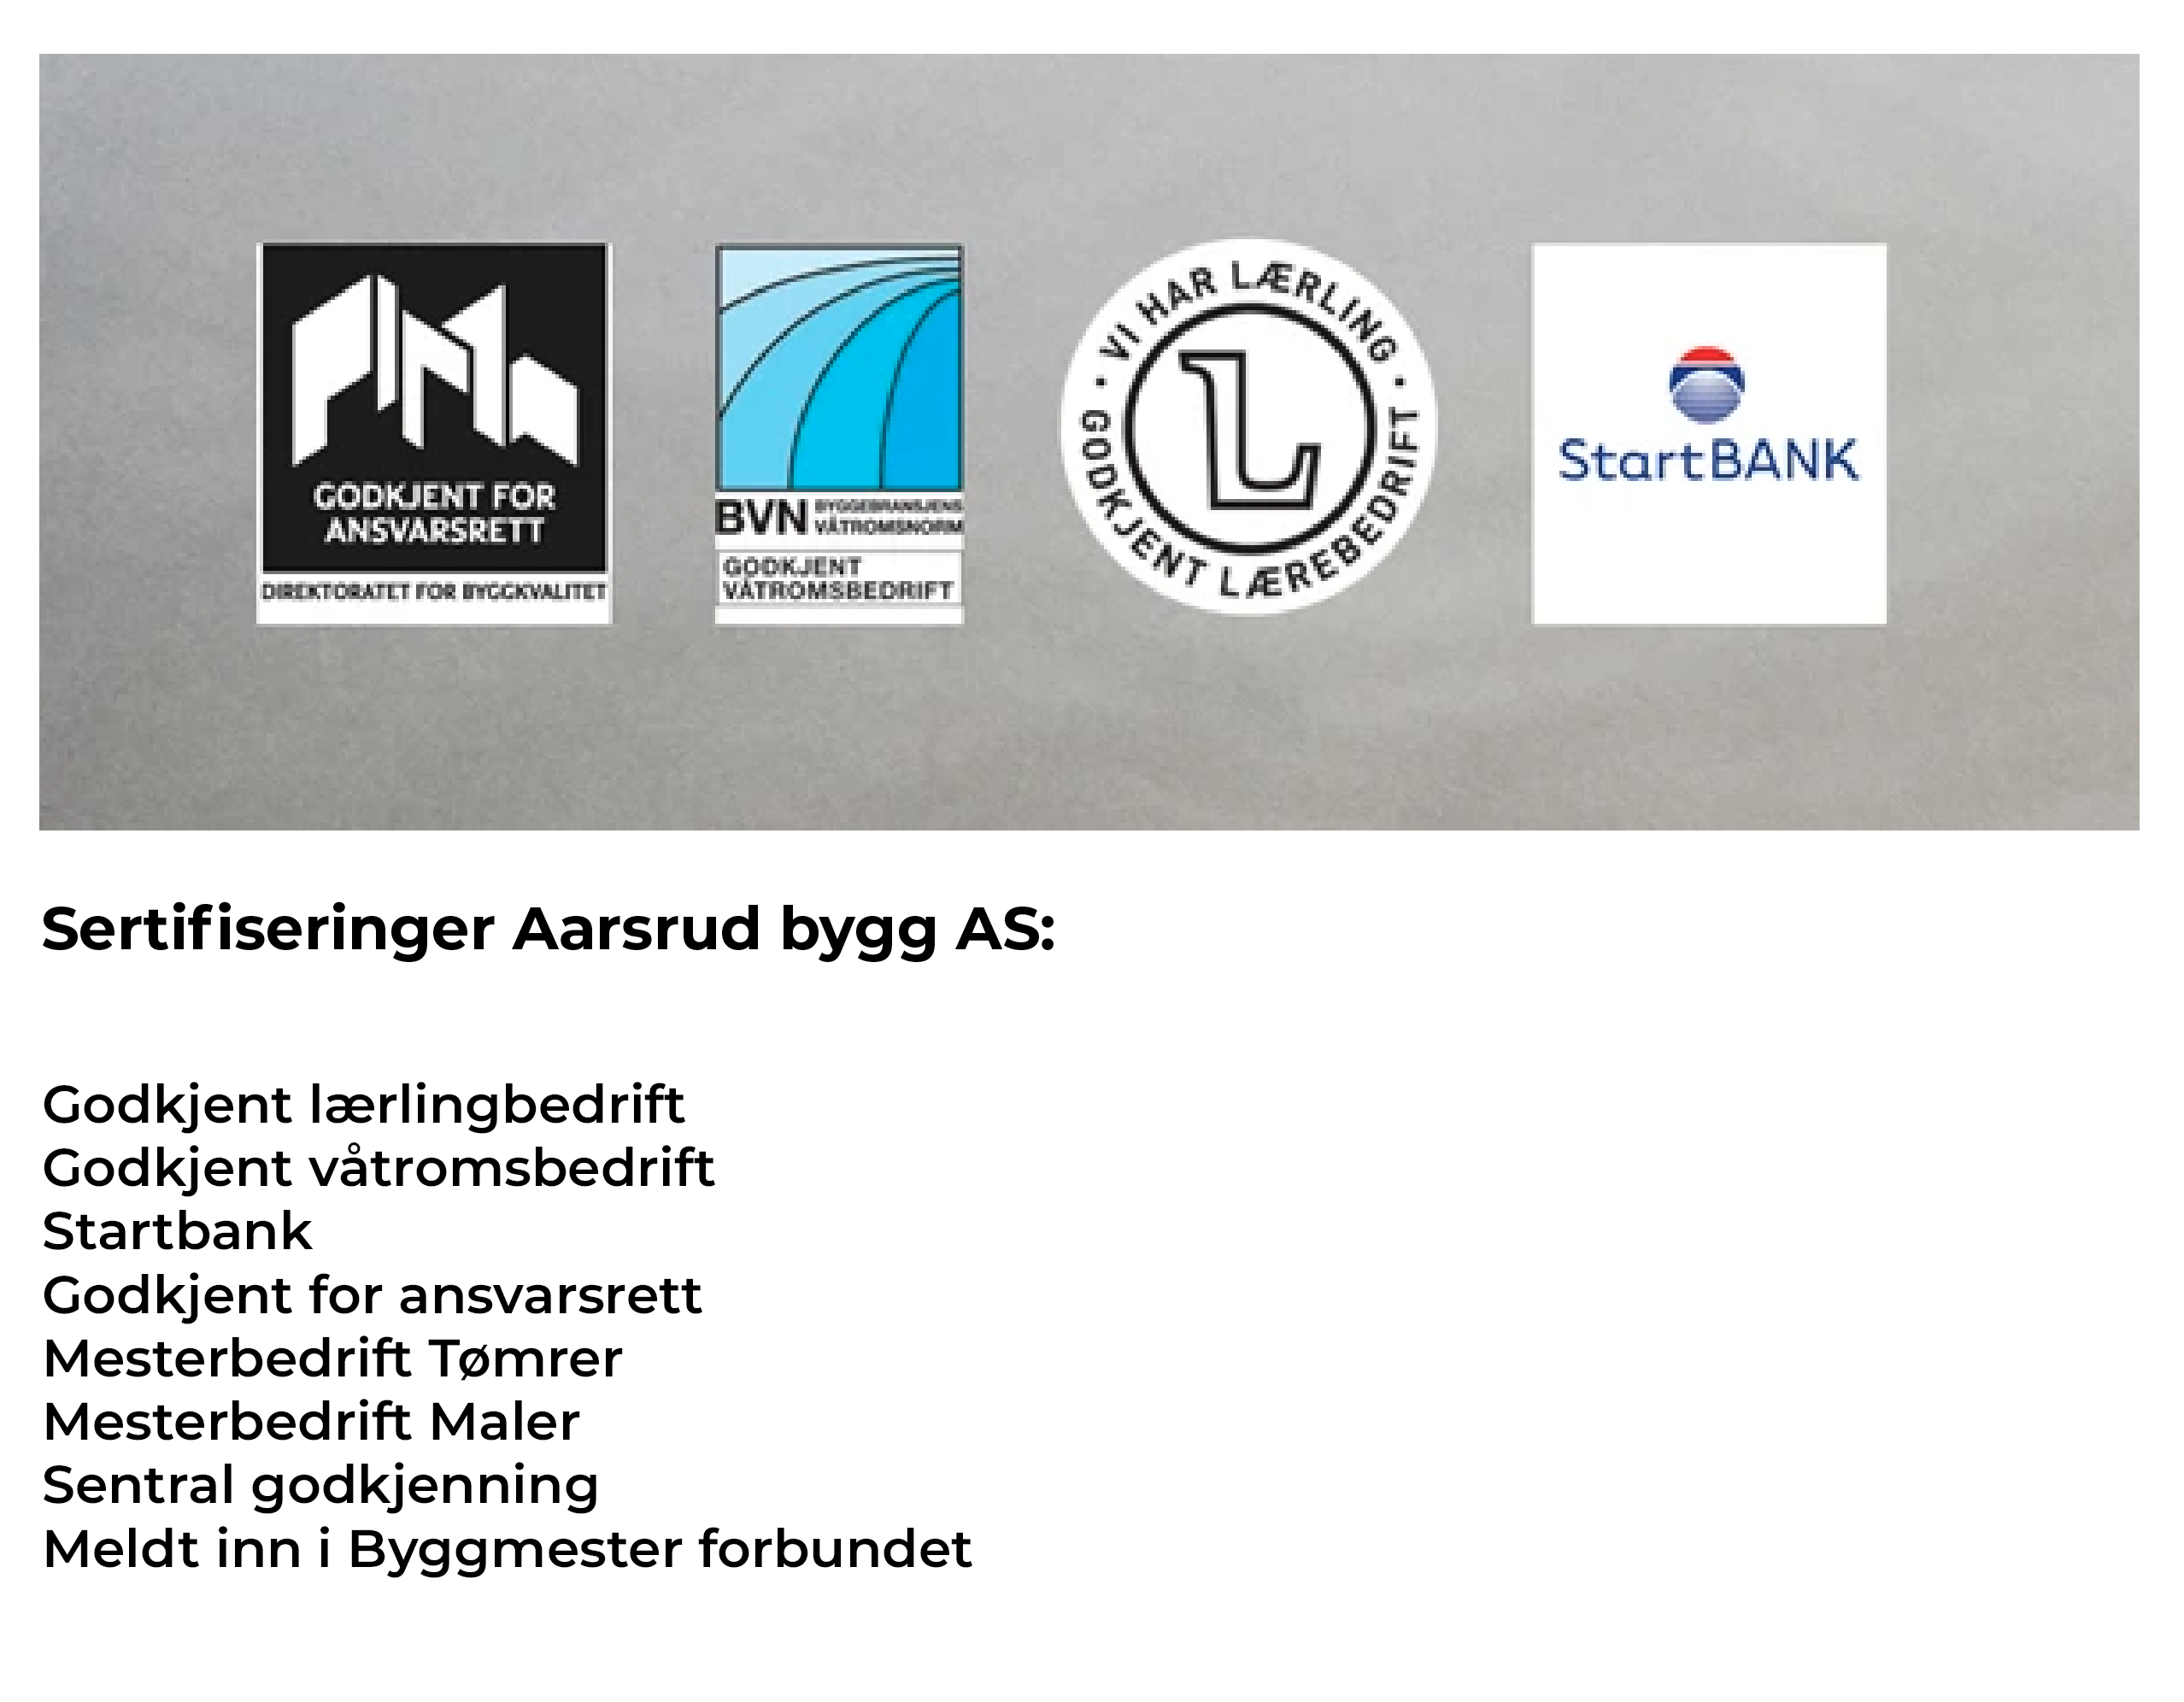 GODKJENT FOR
ANSVARSRETT
DIREKTORATET FOR BYGGKVALITET
BVN BYGGEBRANSJENS
VÅTROMSNORM
GODKJENT
VÅTROMSBEDRIFT
• VI HAR LÆRLING •
GODKJENT LÆREBEDRIFT
L
StartBANK
Sertifiseringer Aarsrud bygg AS:
Godkjent lærlingbedrift
Godkjent våtromsbedrift
Startbank
Godkjent for ansvarsrett
Mesterbedrift Tømrer
Mesterbedrift Maler
Sentral godkjenning
Meldt inn i Byggmester forbundet